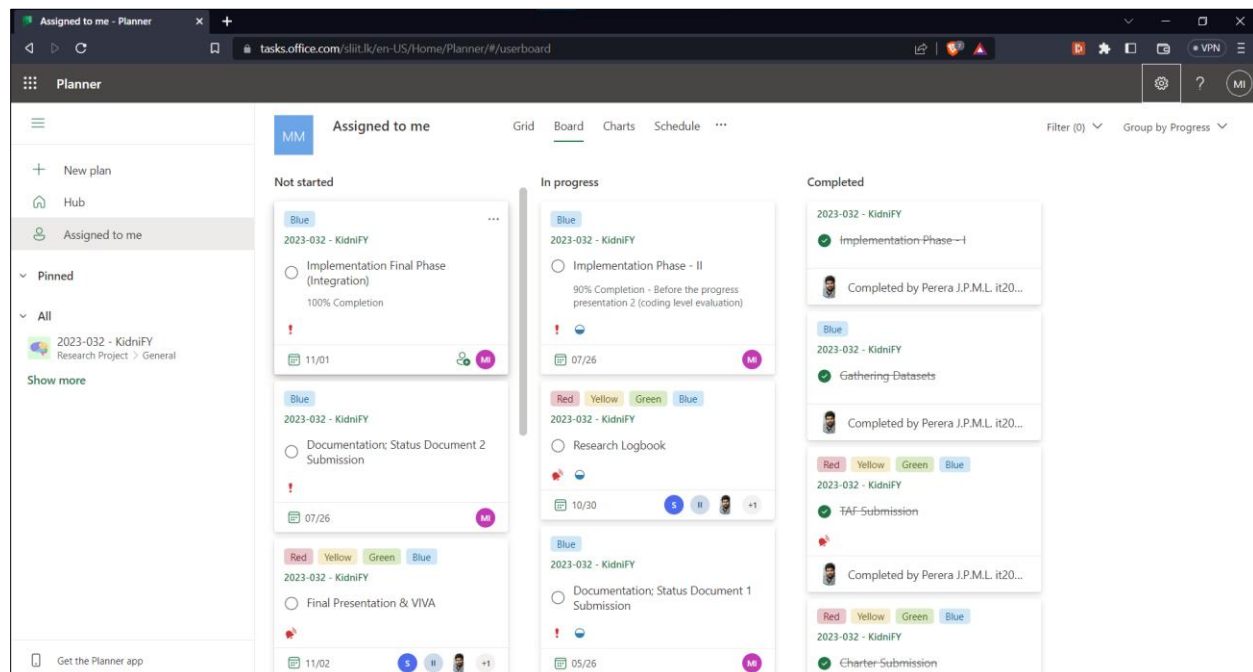 Assigned to me - Planner
tasks.office.com/sliit.lk/en-US/Home/Planner/#/userboard
VPN
Planner
MI
New plan
Hub
Assigned to me
Pinned
All
2023-032 - KidniFY
Research Project > General
Show more
Get the Planner app
MM
Assigned to me
Grid Board Charts Schedule
Filter (0) Group by Progress
Not started
Blue
2023-032 - KidniFY
Implementation Final Phase
(Integration)
100% Completion
11/01 MI
Blue
2023-032 - KidniFY
Documentation; Status Document 2
Submission
07/26 MI
Red Yellow Green Blue
2023-032 - KidniFY
Final Presentation & VIVA
11/02 S II +1
In progress
Blue
2023-032 - KidniFY
Implementation Phase - II
90% Completion - Before the progress
presentation 2 (coding level evaluation)
07/26 MI
Red Yellow Green Blue
2023-032 - KidniFY
Research Logbook
10/30 S II +1
Blue
2023-032 - KidniFY
Documentation; Status Document 1
Submission
05/26 MI
Completed
2023-032 - KidniFY
Implementation Phase - I
Completed by Perera J.P.M.L. it20...
Blue
2023-032 - KidniFY
Gathering Datasets
Completed by Perera J.P.M.L. it20...
Red Yellow Green Blue
2023-032 - KidniFY
TAF Submission
Completed by Perera J.P.M.L. it20...
Red Yellow Green Blue
2023-032 - KidniFY
Charter Submission